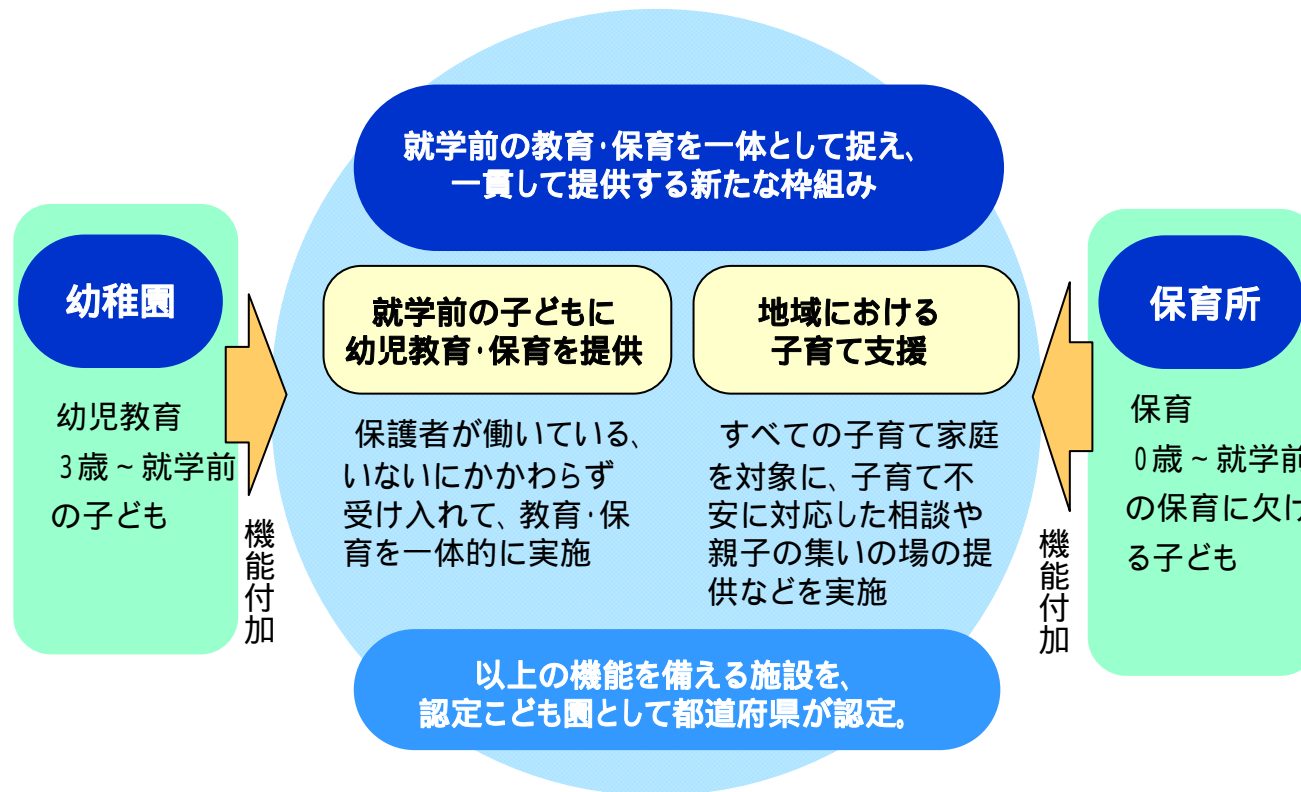 就学前の教育・保育を一体として捉え、
一貫して提供する新たな枠組み
幼稚園
幼児教育
3歳～就学前
の子ども
機能付加
就学前の子どもに
幼児教育・保育を提供
保護者が働いている、
いないにかかわらず
受け入れて、教育・保
育を一体的に実施
地域における
子育て支援
すべての子育て家庭
を対象に、子育て不
安に対応した相談や
親子の集いの場の提
供などを実施
保育所
保育
0歳～就学前
の保育に欠け
る子ども
機能付加
以上の機能を備える施設を、
認定こども園として都道府県が認定。